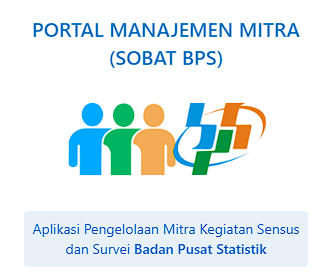 PORTAL MANAJEMEN MITRA
(SOBAT BPS)
Aplikasi Pengelolaan Mitra Kegiatan Sensus
dan Survei Badan Pusat Statistik